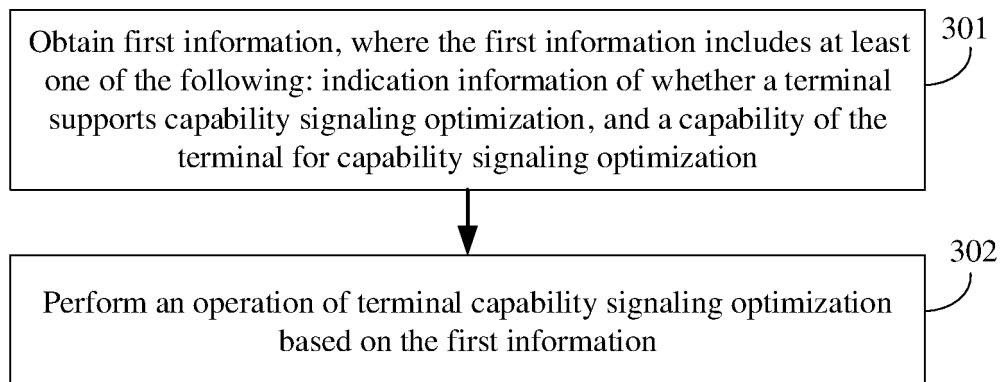 Obtain first information, where the first information includes at least
one of the following: indication information of whether a terminal
supports capability signaling optimization, and a capability of the
terminal for capability signaling optimization
301
Perform an operation of terminal capability signaling optimization
based on the first information
302